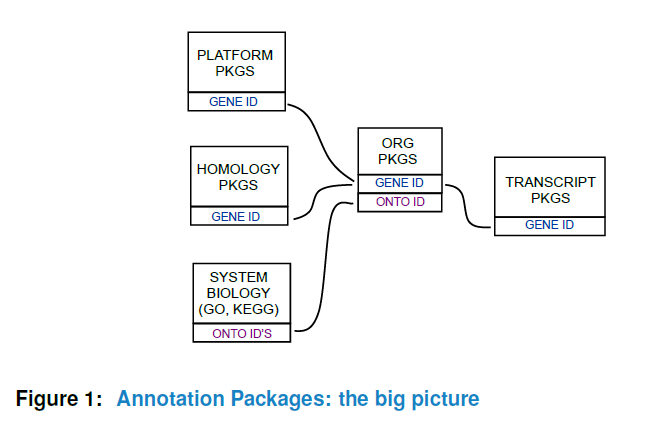 PLATFORM
PKGS
GENE ID
HOMOLOGY
PKGS
GENE ID
SYSTEM
BIOLOGY
(GO, KEGG)
ONTO ID'S
ORG
PKGS
GENE ID
ONTO ID
TRANSCRIPT
PKGS
GENE ID
Figure 1: Annotation Packages: the big picture